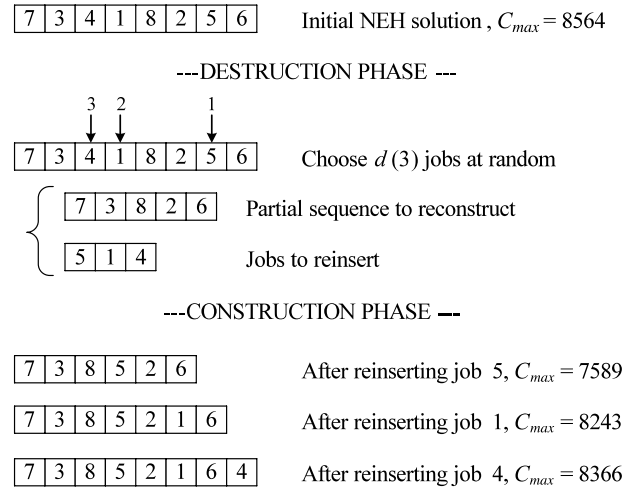 7 3 4 1 8 2 5 6 Initial NEH solution , Cmax = 8564
---DESTRUCTION PHASE ---
3 2 1
7 3 4 1 8 2 5 6 Choose d (3) jobs at random
7 3 8 2 6 Partial sequence to reconstruct
5 1 4 Jobs to reinsert
---CONSTRUCTION PHASE ---
7 3 8 5 2 6 After reinserting job 5, Cmax = 7589
7 3 8 5 2 1 6 After reinserting job 1, Cmax = 8243
7 3 8 5 2 1 6 4 After reinserting job 4, Cmax = 8366